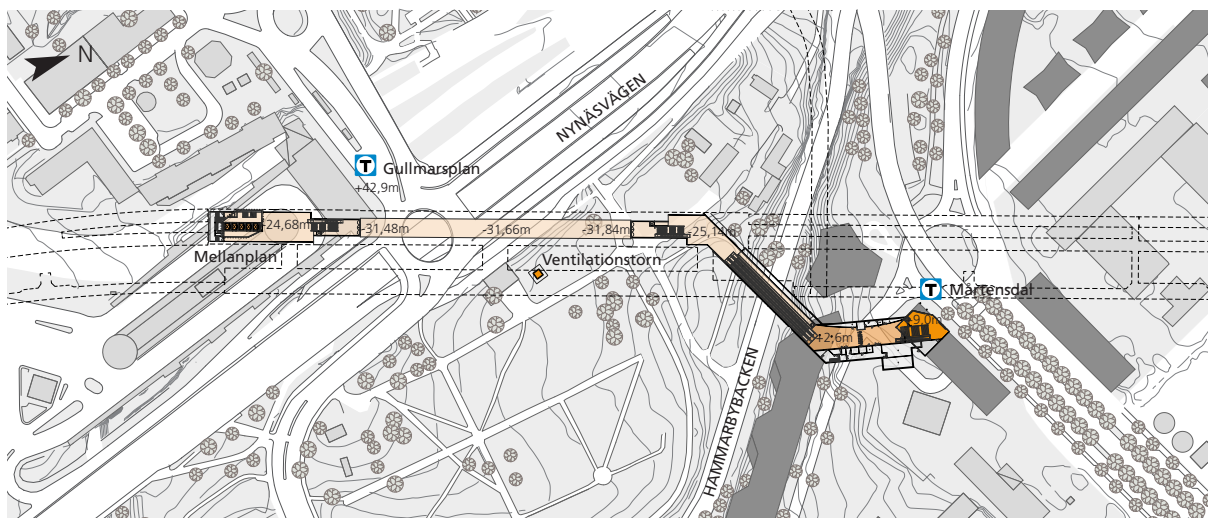 N
NYNÄSVÄGEN
T Gullmarsplan
+42,9m
-24,68m
-31,48m
-31,66m
-31,84m
-25,14m
Mellanplan
Ventilationstorn
T Mårtensdal
+9,0m
+2,6m
HAMMARBYBACKEN